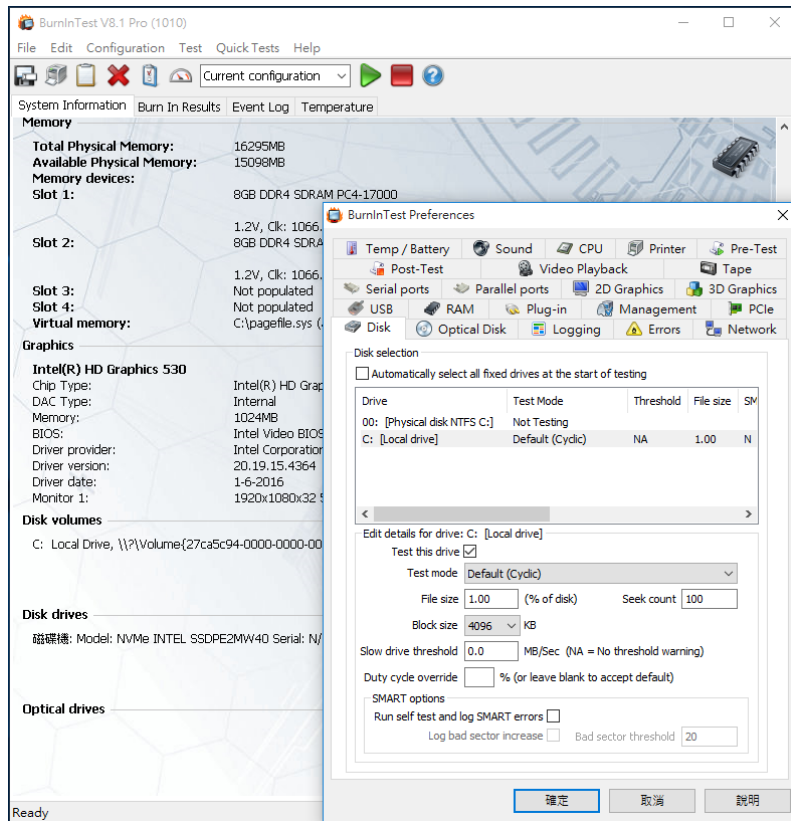 BurnInTest V8.1 Pro (1010)
File Edit Configuration Test Quick Tests Help
Current configuration
System Information Burn In Results Event Log Temperature
Memory
Total Physical Memory: 16295MB
Available Physical Memory: 15098MB
Memory devices:
Slot 1: 8GB DDR4 SDRAM PC4-17000
1.2V, Clk: 1066.
Slot 2: 8GB DDR4 SDRA
1.2V, Clk: 1066.
Slot 3: Not populated
Slot 4: Not populated
Virtual memory: C:\pagefile.sys (
Graphics
Intel(R) HD Graphics 530
Chip Type: Intel(R) HD Grap
DAC Type: Internal
Memory: 1024MB
BIOS: Intel Video BIOS
Driver provider: Intel Corporation
Driver version: 20.19.15.4364
Driver date: 1-6-2016
Monitor 1: 1920x1080x32
Disk volumes
C: Local Drive, \\?\Volume{27ca5c94-0000-0000-00
Disk drives
磁碟機: Model: NVMe INTEL SSDPE2MW40 Serial: N/
Optical drives
Ready
BurnInTest Preferences
Temp / Battery Sound CPU Printer Pre-Test
Post-Test Video Playback Tape
Serial ports Parallel ports 2D Graphics 3D Graphics
USB RAM Plug-in Management PCIe
Disk Optical Disk Logging Errors Network
Disk selection
Automatically select all fixed drives at the start of testing
Drive Test Mode Threshold File size SM
00: [Physical disk NTFS C:] Not Testing
C: [Local drive] Default (Cyclic) NA 1.00 N
Edit details for drive: C: [Local drive]
Test this drive
Test mode Default (Cyclic)
File size 1.00 (% of disk) Seek count 100
Block size 4096 KB
Slow drive threshold 0.0 MB/Sec (NA = No threshold warning)
Duty cycle override % (or leave blank to accept default)
SMART options
Run self test and log SMART errors
Log bad sector increase Bad sector threshold 20
確定 取消 說明